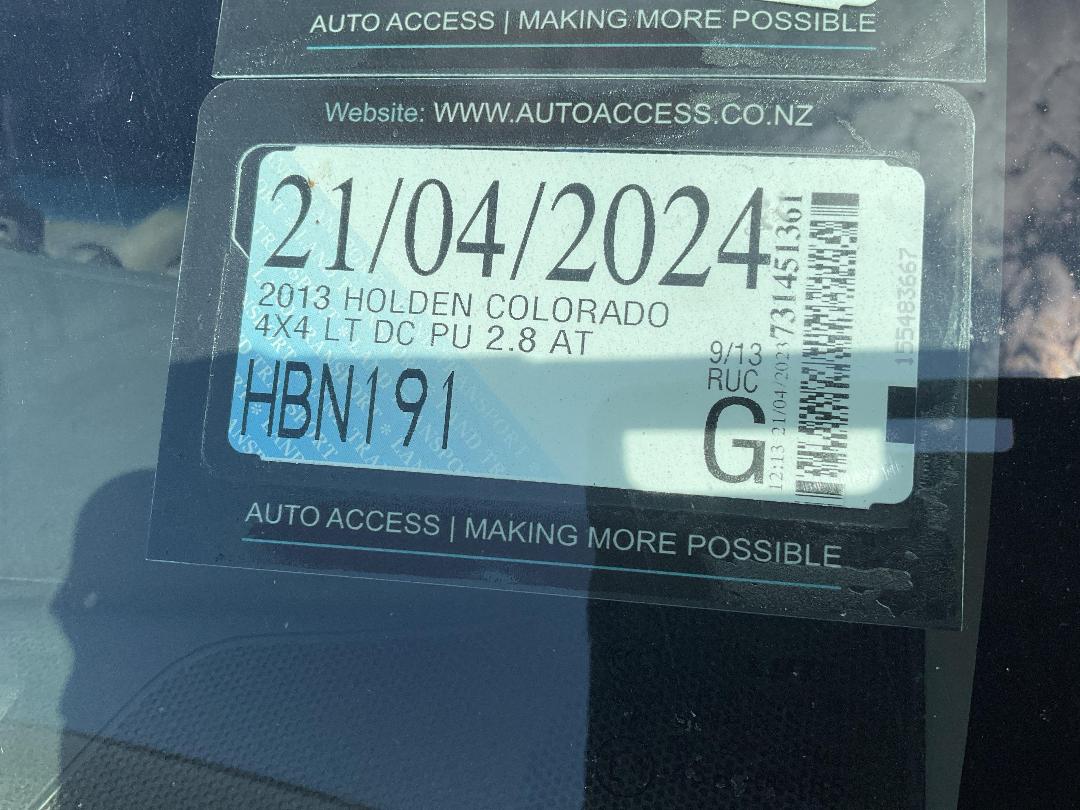 AUTO ACCESS | MAKING MORE POSSIBLE
Website: WWW.AUTOACCESS.CO.NZ
21/04/2024
2013 HOLDEN COLORADO
4X4 LT DC PU 2.8 AT
HBN191
9/13
RUC
G
12:13 21/04/2023 731451361
155483667
AUTO ACCESS | MAKING MORE POSSIBLE